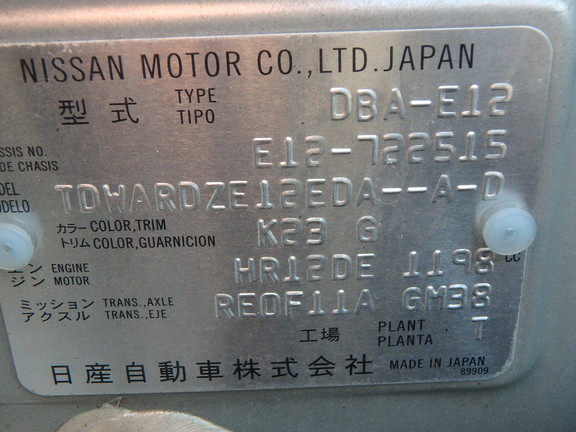 NISSAN MOTOR CO.,LTD.JAPAN
型式 TYPE TIPO DBA-E12
SSIS NO. DE CHASIS E12-722515
DEL ODELO TDWARDZE12EDA--A-D
カラー COLOR,TRIM
トリム COLOR,GUARNICION K23 G
エン ENGINE
ジン MOTOR HR12DE 1198 CC
ミッション TRANS.,AXLE
アクスル TRANS.,EJE RE0F11A GM38
工場 PLANT PLANTA T
日産自動車株式会社 MADE IN JAPAN
89909